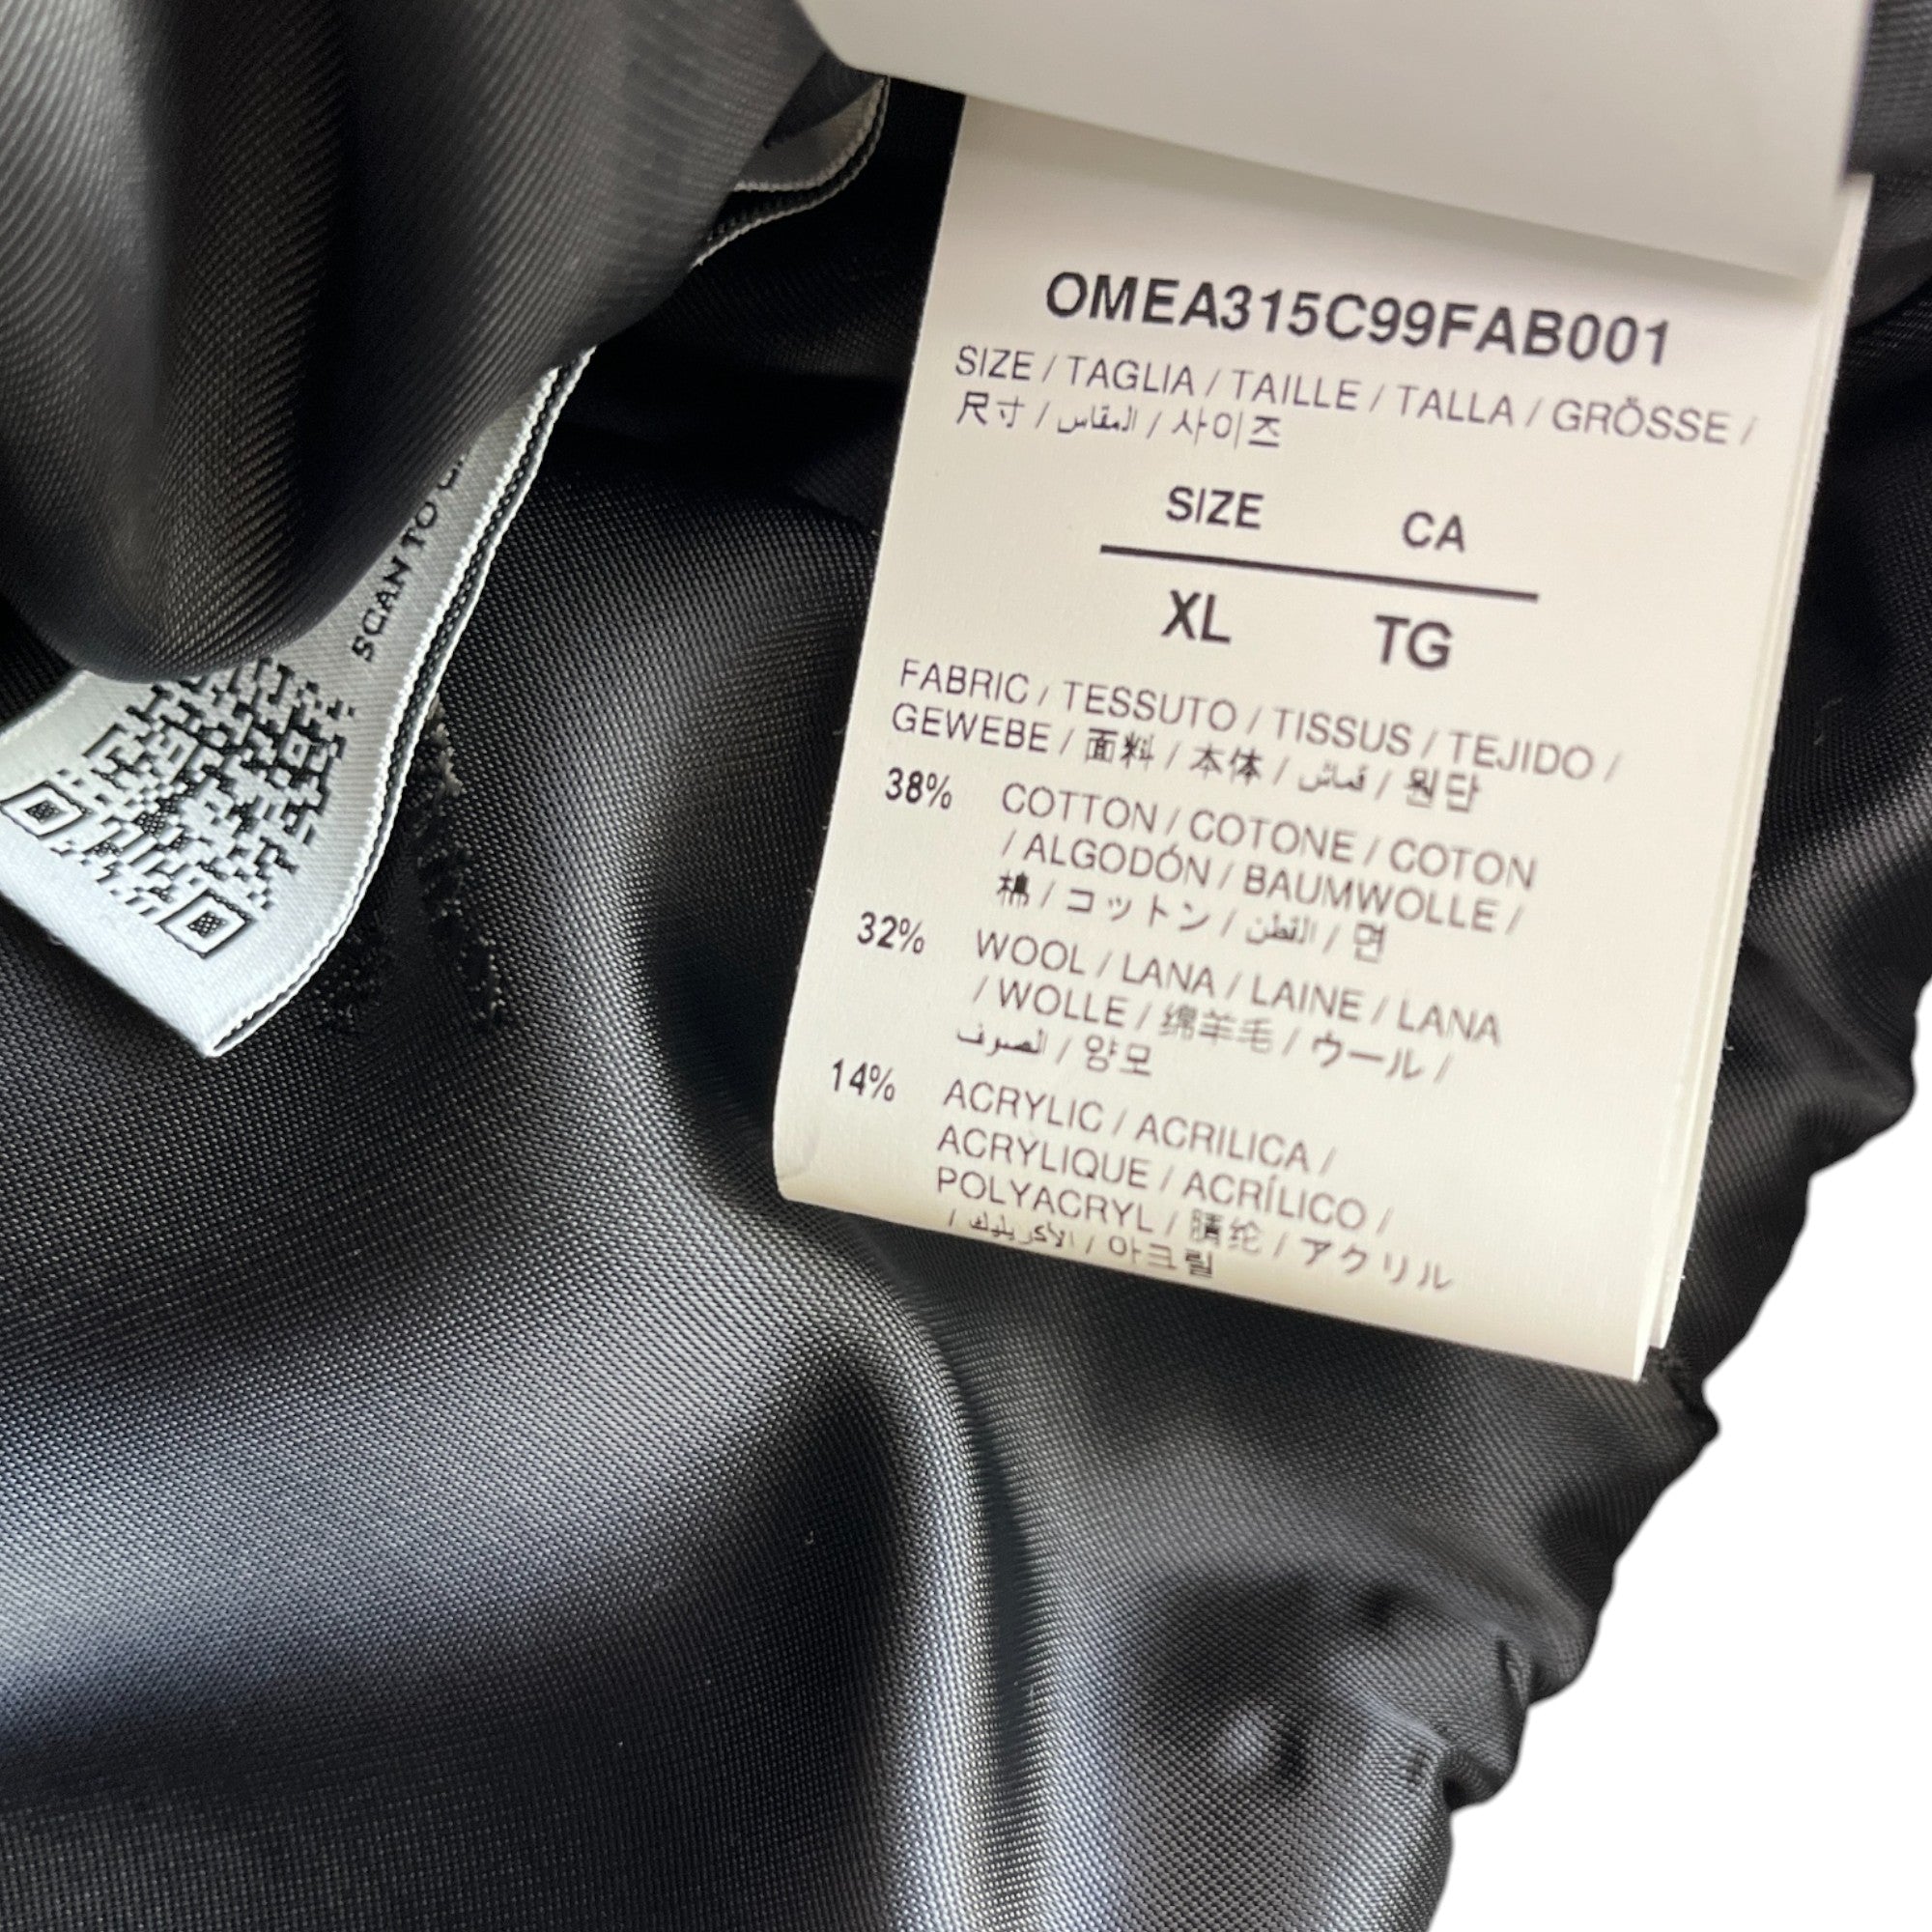 OMEA315C99FAB001
SIZE / TAGLIA / TAILLE / TALLA / GRÖSSE /
尺寸 / المقاس / 사이즈
SIZE CA
XL TG
FABRIC / TESSUTO / TISSUS / TEJIDO /
GEWEBE / 面料 / 本体 / قماش / 원단
38% COTTON / COTONE / COTON
/ ALGODÓN / BAUMWOLLE /
棉 / コットン / القطن / 면
32% WOOL / LANA / LAINE / LANA
/ WOLLE / 绵羊毛 / ウール /
الصوف / 양모
14% ACRYLIC / ACRILICA /
ACRYLIQUE / ACRÍLICO /
POLYACRYL / 腈纶 / アクリル
/ الأكريليك / 아크릴
SCAN TO